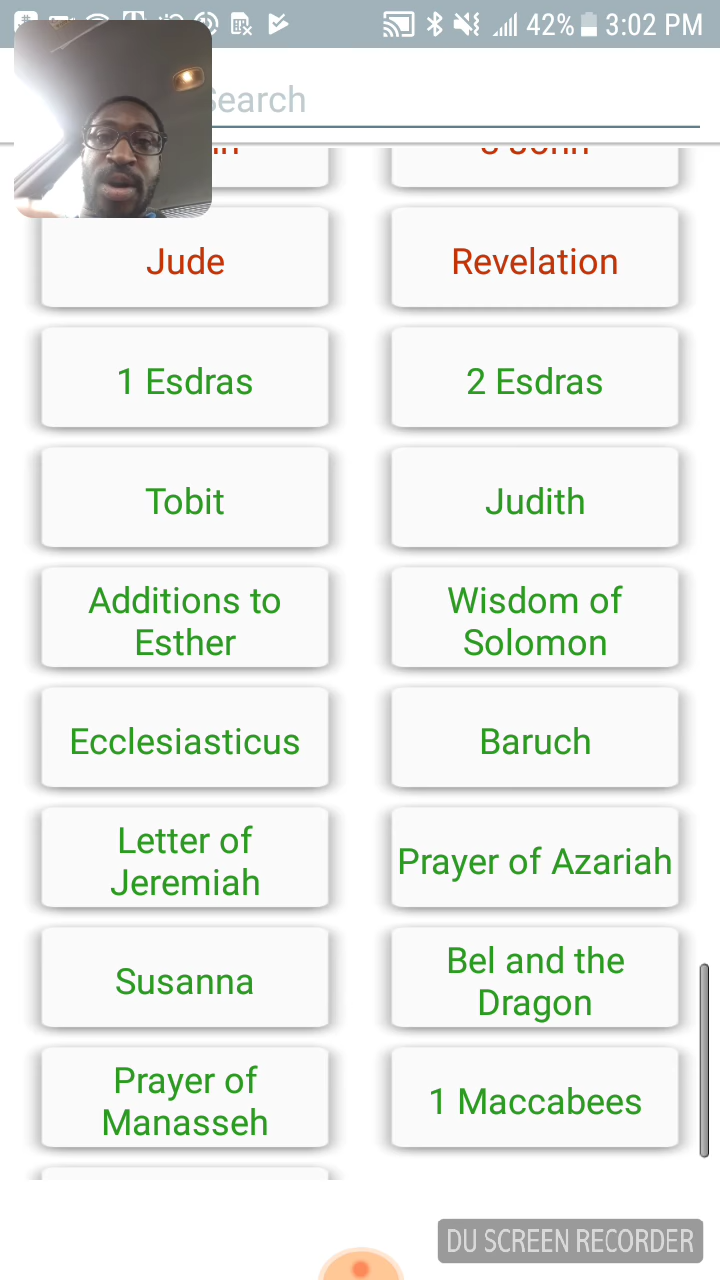 42% 3:02 PM
Search
3 John
Jude
Revelation
1 Esdras
2 Esdras
Tobit
Judith
Additions to
Esther
Wisdom of
Solomon
Ecclesiasticus
Baruch
Letter of
Jeremiah
Prayer of Azariah
Susanna
Bel and the
Dragon
Prayer of
Manasseh
1 Maccabees
DU SCREEN RECORDER